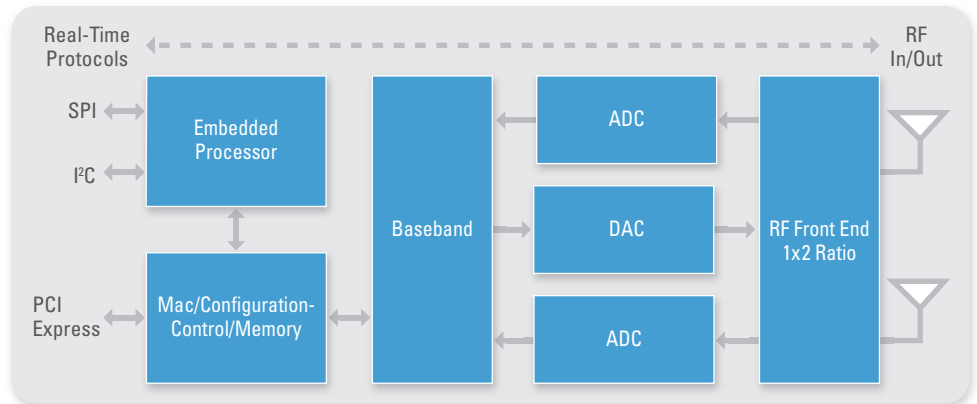 Real-Time
Protocols
RF
In/Out
SPI
I²C
Embedded
Processor
ADC
Baseband
DAC
RF Front End
1x2 Ratio
PCI
Express
Mac/Configuration-
Control/Memory
ADC